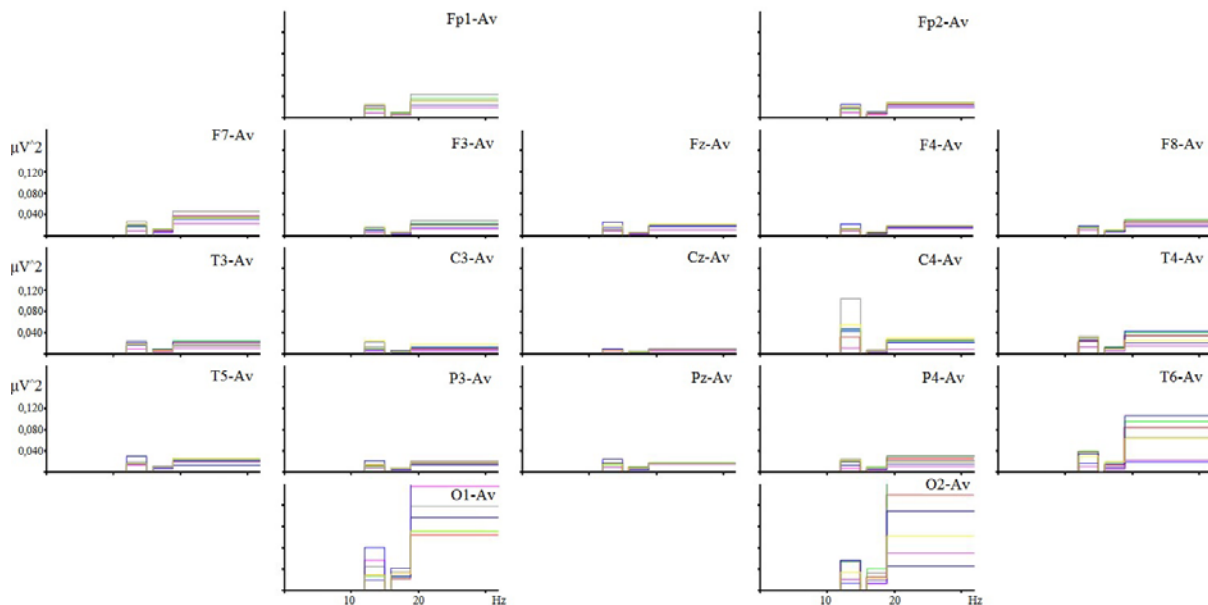 Fp1-Av Fp2-Av
F7-Av F3-Av Fz-Av F4-Av F8-Av
μV^2
0,120
0,080
0,040
T3-Av C3-Av Cz-Av C4-Av T4-Av
μV^2
0,120
0,080
0,040
T5-Av P3-Av Pz-Av P4-Av T6-Av
μV^2
0,120
0,080
0,040
O1-Av O2-Av
10 20 Hz 10 20 Hz